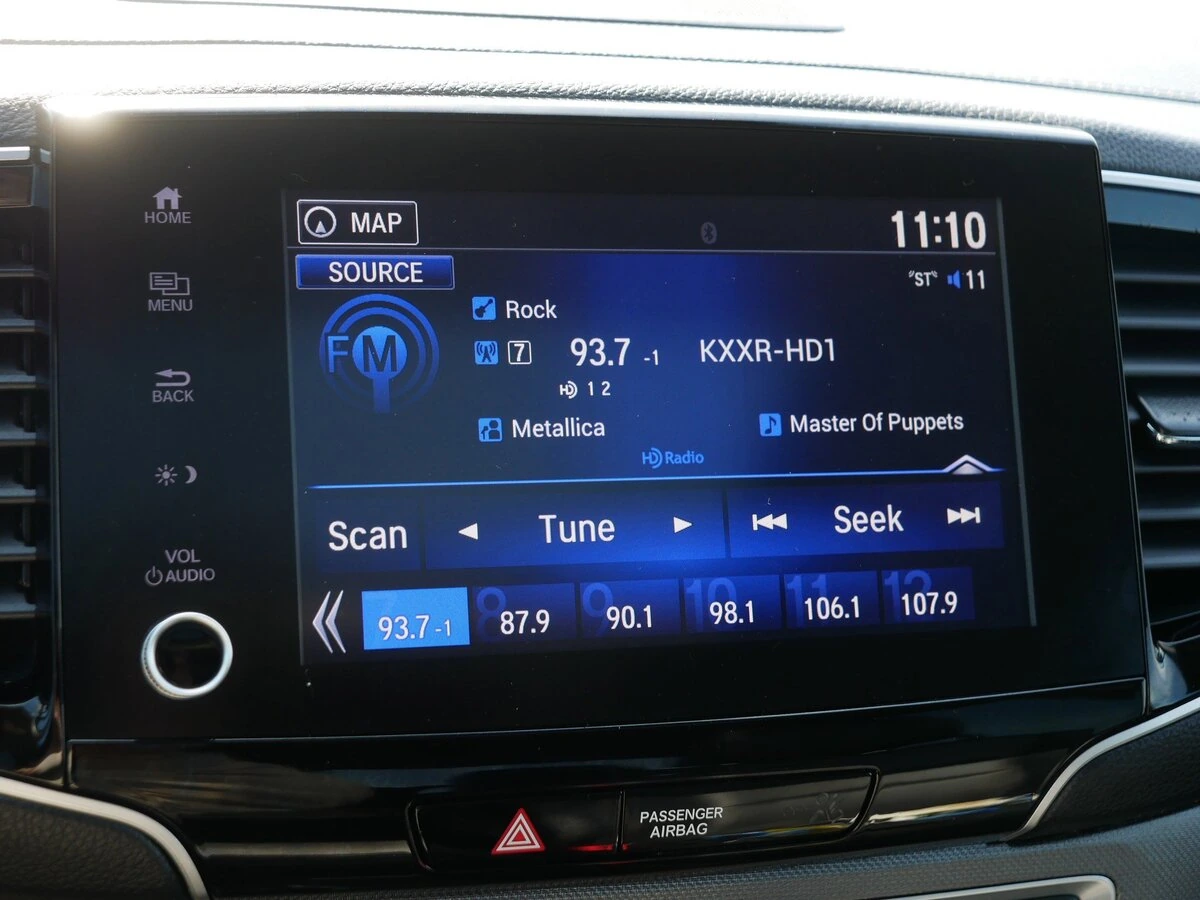 HOME
MENU
BACK
VOL
AUDIO
MAP
11:10
SOURCE
"ST" 11
FM
Rock
7 93.7 -1 KXXR-HD1
HD 1 2
Metallica
Master Of Puppets
HD Radio
Scan Tune Seek
7 8 9 10 11 12
93.7-1 87.9 90.1 98.1 106.1 107.9
PASSENGER
AIRBAG